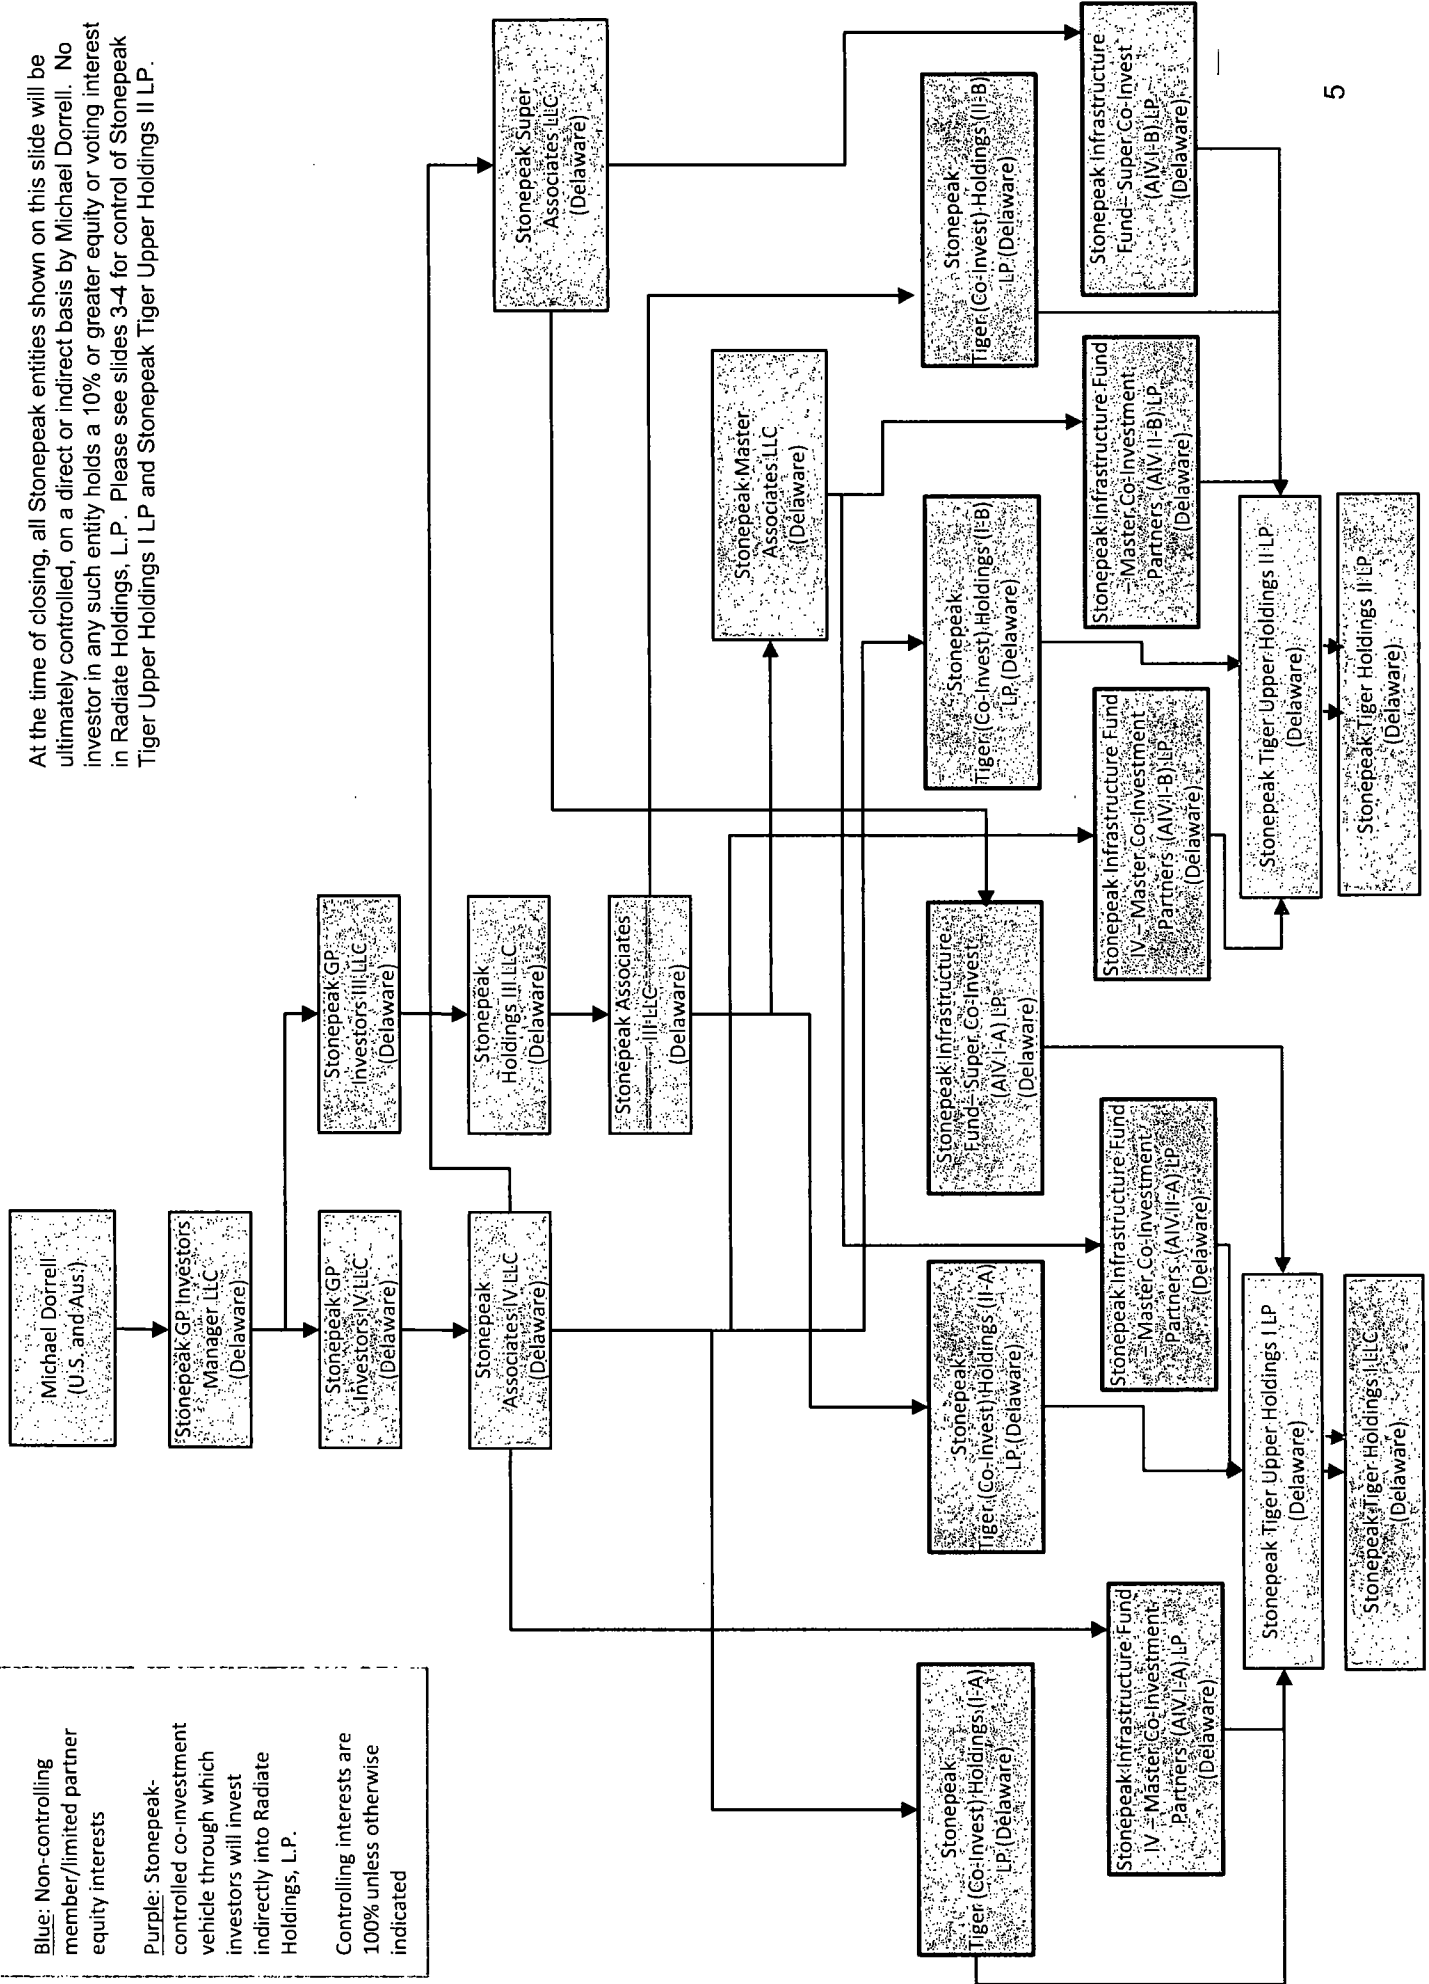 At the time of closing, all Stonepeak entities shown on this slide will be
ultimately controlled, on a direct or indirect basis by Michael Dorrell. No
investor in any such entity holds a 10% or greater equity or voting interest
in Radiate Holdings, L.P. Please see slides 3-4 for control of Stonepeak
Tiger Upper Holdings I LP and Stonepeak Tiger Upper Holdings II LP.
Blue: Non-controlling
member/limited partner
equity interests
Purple: Stonepeak-
controlled co-investment
vehicle through which
investors will invest
indirectly into Radiate
Holdings, L.P.
Controlling interests are
100% unless otherwise
indicated
Michael Dorrell
(U.S. and Aus.)
Stonepeak GP Investors
Manager LLC
(Delaware)
Stonepeak GP
Investors IV LLC
(Delaware)
Stonepeak GP
Investors III LLC
(Delaware)
Stonepeak
Associates IV LLC
(Delaware)
Stonepeak
Holdings III LLC
(Delaware)
Stonepeak Super
Associates LLC
(Delaware)
Stonepeak Associates
III LLC
(Delaware)
Stonepeak Master
Associates LLC
(Delaware)
Stonepeak
Tiger (Co-Invest) Holdings (I-A)
LP (Delaware)
Stonepeak
Tiger (Co-Invest) Holdings (II-A)
LP (Delaware)
Stonepeak Infrastructure
Fund – Super Co-Invest
(AIV I-A) LP
(Delaware)
Stonepeak
Tiger (Co-Invest) Holdings (I-B)
LP (Delaware)
Stonepeak
Tiger (Co-Invest) Holdings (II-B)
LP (Delaware)
Stonepeak Infrastructure Fund
IV – Master Co-Investment
Partners (AIV I-A) LP
(Delaware)
Stonepeak Infrastructure Fund
– Master Co-Investment
Partners (AIV II-A) LP
(Delaware)
Stonepeak Infrastructure Fund
IV – Master Co-Investment
Partners (AIV I-B) LP
(Delaware)
Stonepeak Infrastructure Fund
– Master Co-Investment
Partners (AIV II-B) LP
(Delaware)
Stonepeak Infrastructure
Fund – Super Co-Invest
(AIV I-B) LP
(Delaware)
Stonepeak Tiger Upper Holdings I LP
(Delaware)
Stonepeak Tiger Upper Holdings II LP
(Delaware)
Stonepeak Tiger Holdings I LLC
(Delaware)
Stonepeak Tiger Holdings II LP
(Delaware)
5